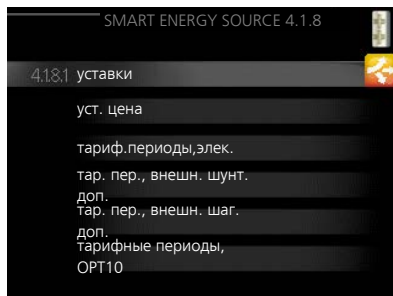 SMART ENERGY SOURCE 4.1.8
4.1.8.1 уставки
уст. цена
тариф.периоды,элек.
тар. пер., внешн. шунт.
доп.
тар. пер., внешн. шаг.
доп.
тарифные периоды,
OPT10